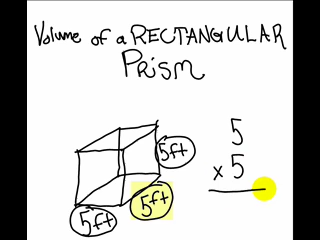 Volume of a RECTANGULAR
Prism
5
5ft
x 5
5ft
5ft